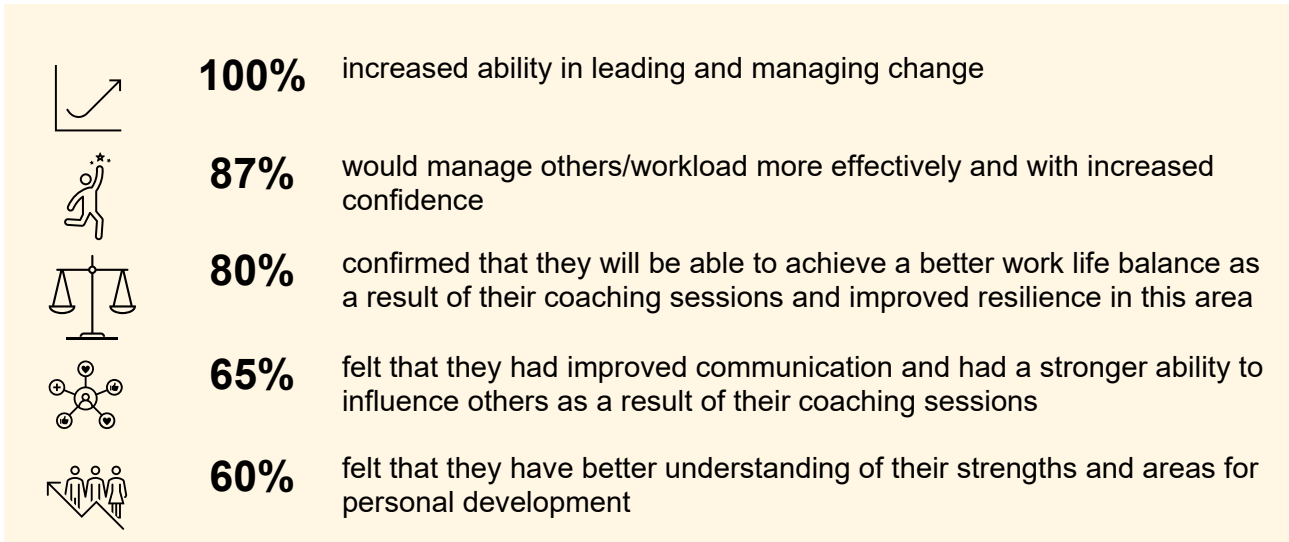 100% increased ability in leading and managing change
87% would manage others/workload more effectively and with increased
confidence
80% confirmed that they will be able to achieve a better work life balance as
a result of their coaching sessions and improved resilience in this area
65% felt that they had improved communication and had a stronger ability to
influence others as a result of their coaching sessions
60% felt that they have better understanding of their strengths and areas for
personal development